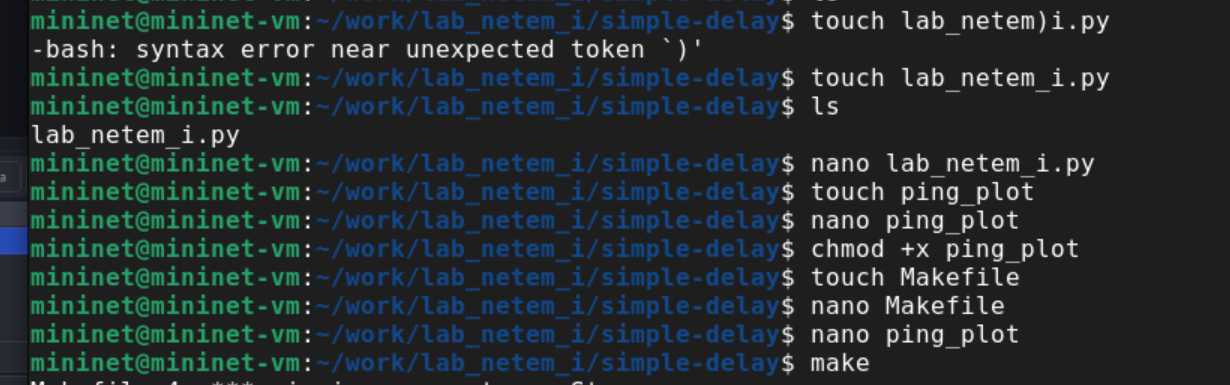 mininet@mininet-vm:~/work/lab_netem_i/simple-delay$ touch lab_netem)i.py
-bash: syntax error near unexpected token `)'
mininet@mininet-vm:~/work/lab_netem_i/simple-delay$ touch lab_netem_i.py
mininet@mininet-vm:~/work/lab_netem_i/simple-delay$ ls
lab_netem_i.py
mininet@mininet-vm:~/work/lab_netem_i/simple-delay$ nano lab_netem_i.py
mininet@mininet-vm:~/work/lab_netem_i/simple-delay$ touch ping_plot
mininet@mininet-vm:~/work/lab_netem_i/simple-delay$ nano ping_plot
mininet@mininet-vm:~/work/lab_netem_i/simple-delay$ chmod +x ping_plot
mininet@mininet-vm:~/work/lab_netem_i/simple-delay$ touch Makefile
mininet@mininet-vm:~/work/lab_netem_i/simple-delay$ nano Makefile
mininet@mininet-vm:~/work/lab_netem_i/simple-delay$ nano ping_plot
mininet@mininet-vm:~/work/lab_netem_i/simple-delay$ make